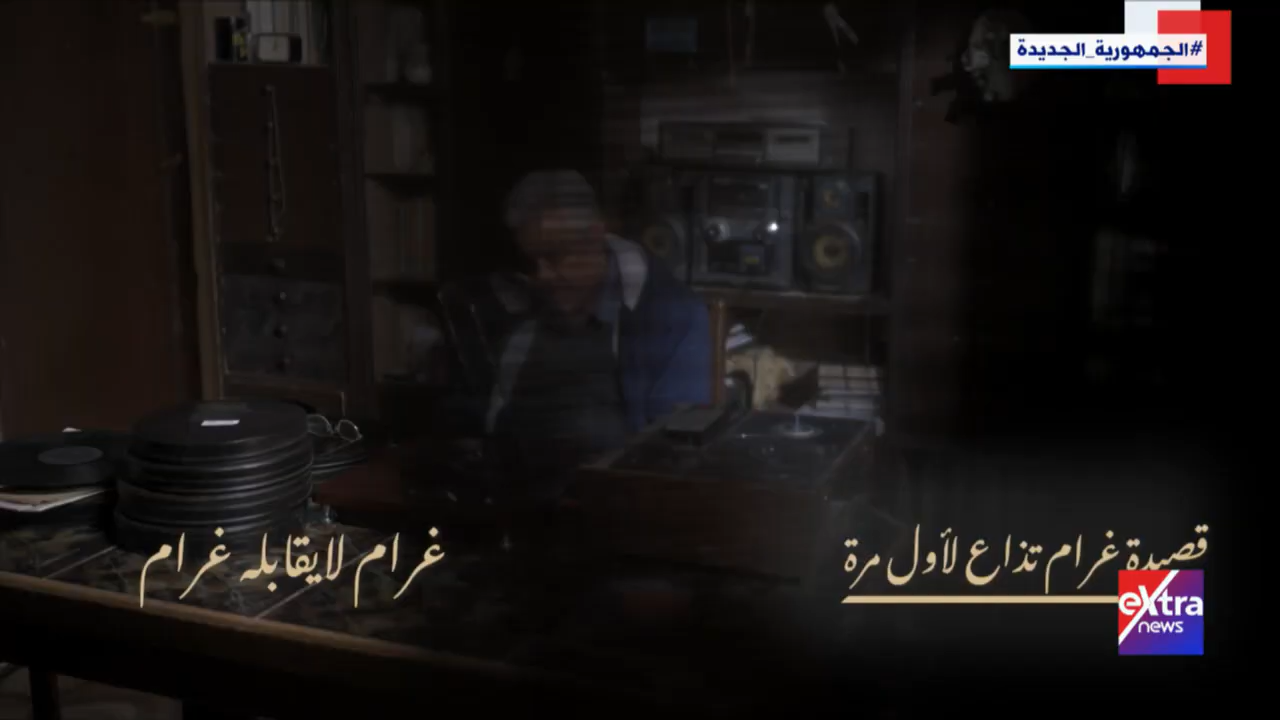 #الجمهورية_الجديدة
قصيدة غرام تذاع لأول مرة
غرام لايقابله غرام
eXtra
news